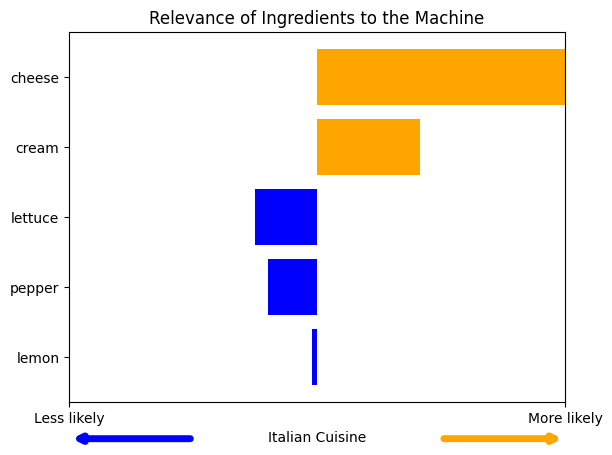 Relevance of Ingredients to the Machine
cheese
cream
lettuce
pepper
lemon
Less likely
More likely
Italian Cuisine